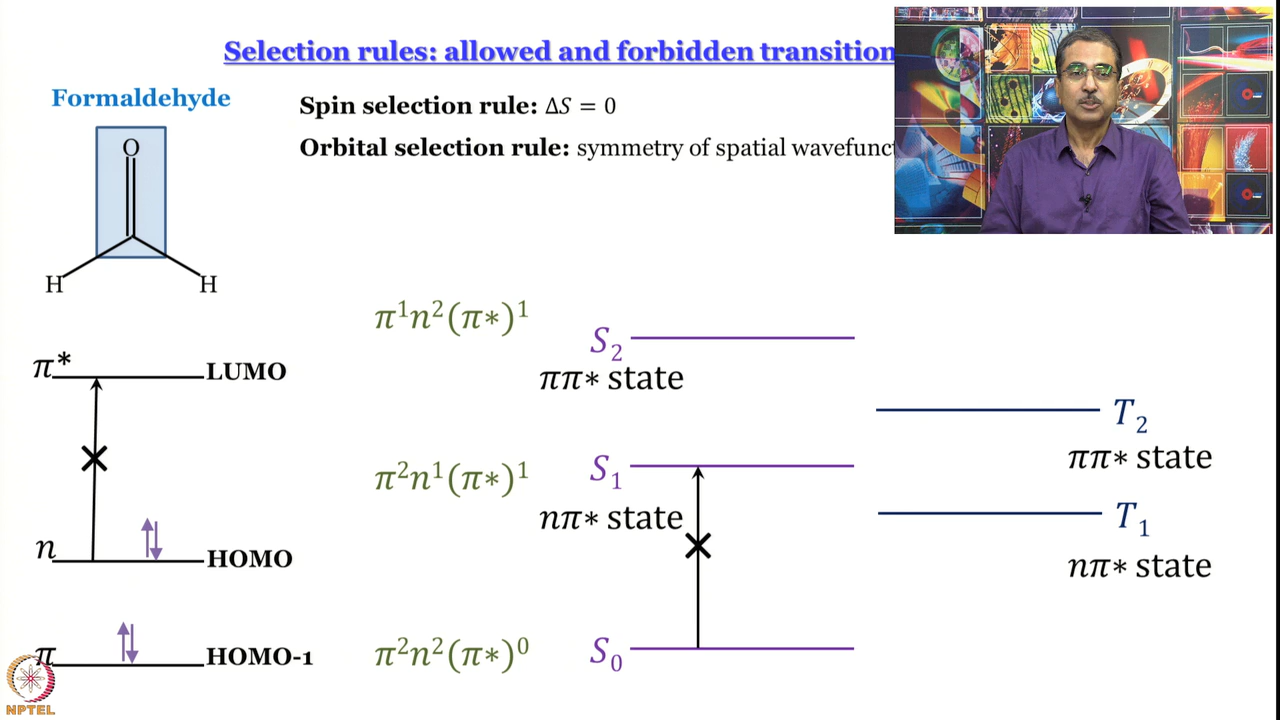 Selection rules: allowed and forbidden transition
Formaldehyde
Spin selection rule: ΔS = 0
Orbital selection rule: symmetry of spatial wavefunc
O
H H
π¹n²(π∗)¹
S₂
ππ∗ state
π* LUMO
T₂
ππ∗ state
π²n¹(π∗)¹
S₁
nπ∗ state
T₁
nπ∗ state
n HOMO
π HOMO-1
π²n²(π∗)⁰
S₀
NPTEL